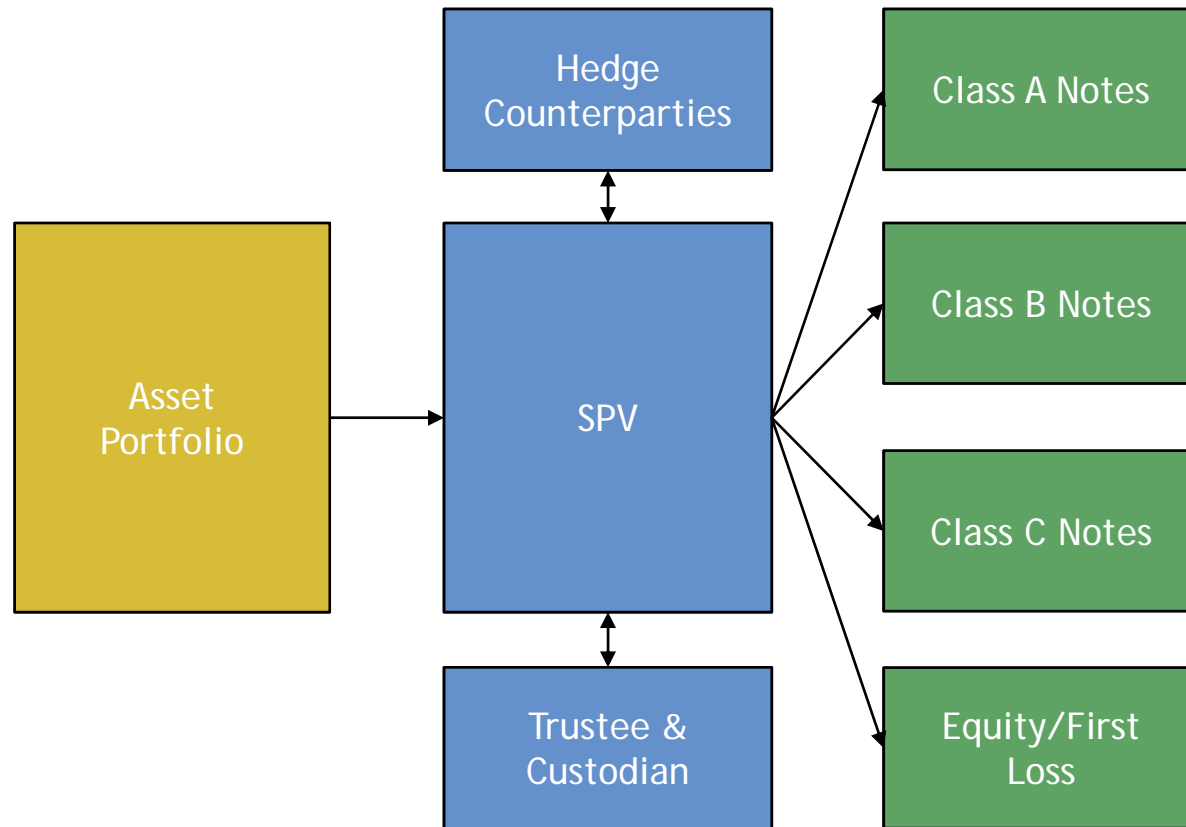 Hedge
Counterparties
Class A Notes
Class B Notes
Asset
Portfolio
SPV
Class C Notes
Trustee &
Custodian
Equity/First
Loss